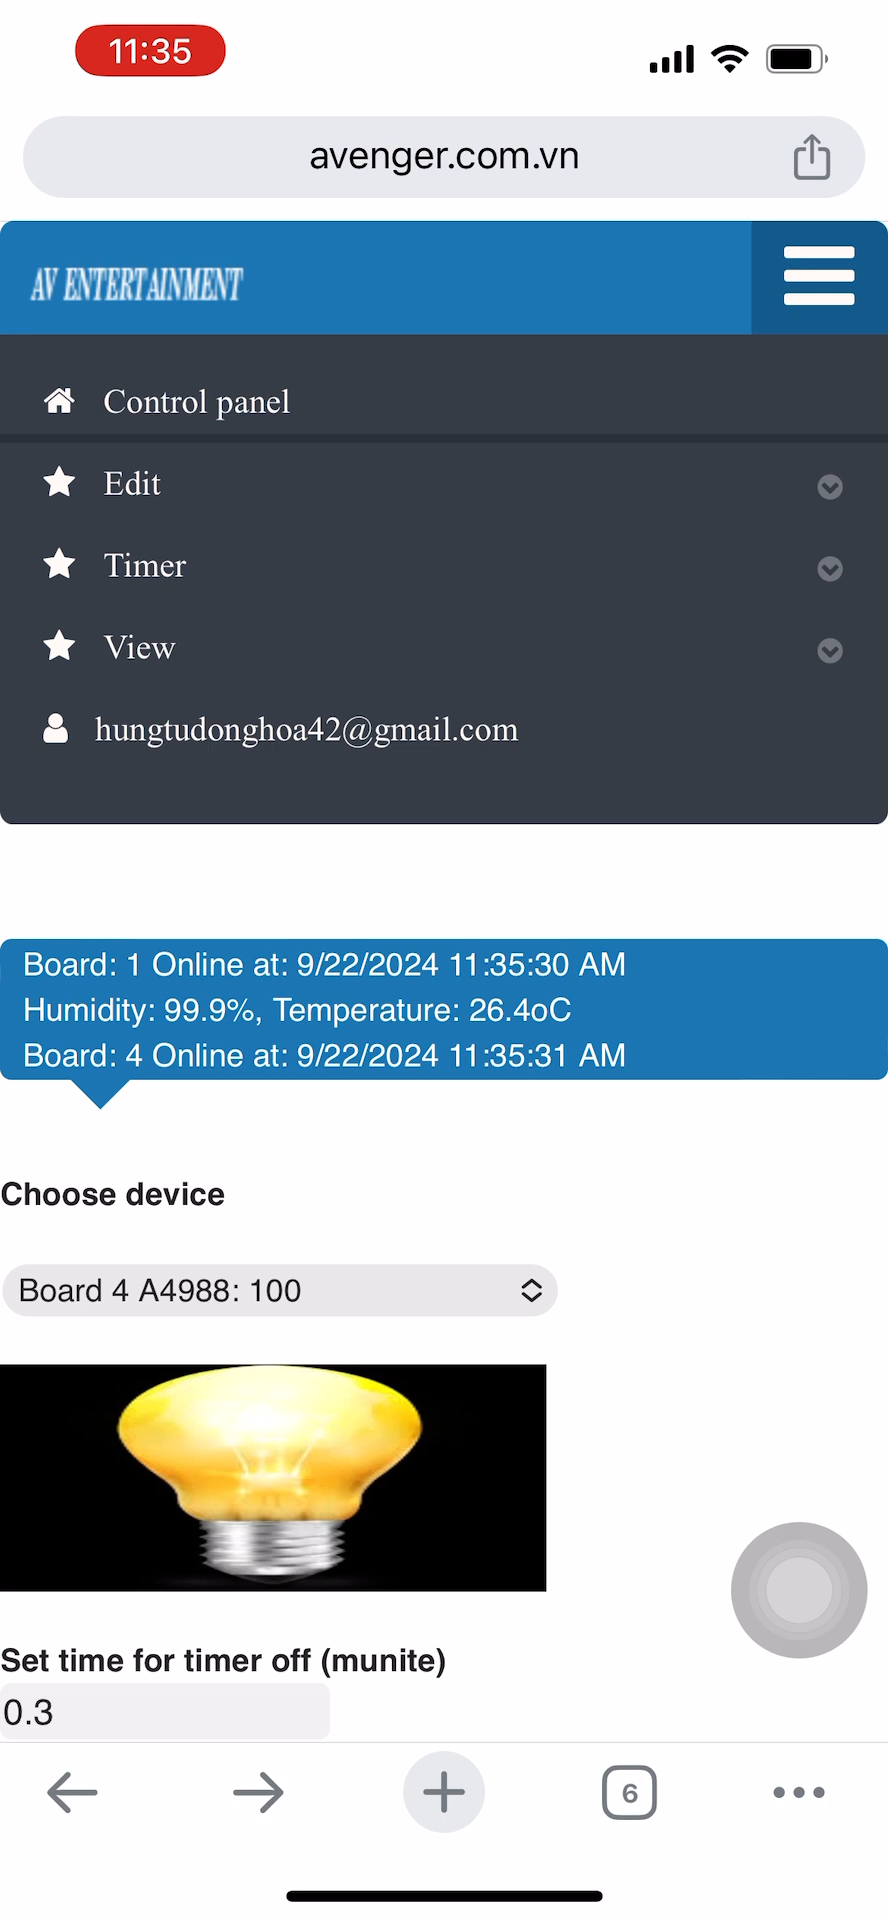 11:35
avenger.com.vn
AV ENTERTAINMENT
Control panel
Edit
Timer
View
hungtudonghoa42@gmail.com
Board: 1 Online at: 9/22/2024 11:35:30 AM
Humidity: 99.9%, Temperature: 26.4oC
Board: 4 Online at: 9/22/2024 11:35:31 AM
Choose device
Board 4 A4988: 100
Set time for timer off (munite)
0.3
6